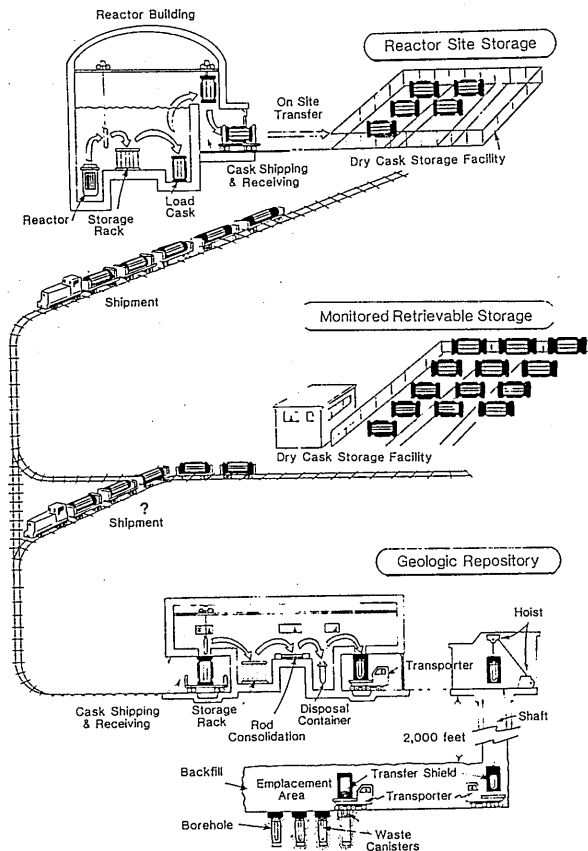 Reactor Building
Reactor Site Storage
On Site
Transfer
Cask Shipping
& Receiving
Dry Cask Storage Facility
Load
Cask
Storage
Rack
Reactor
Shipment
Monitored Retrievable Storage
Dry Cask Storage Facility
?
Shipment
Geologic Repository
Hoist
Transporter
Cask Shipping
& Receiving
Storage
Rack
Rod
Consolidation
Disposal
Container
Shaft
2,000 feet
Backfill
Emplacement
Area
Transfer Shield
Transporter
Borehole
Waste
Canisters